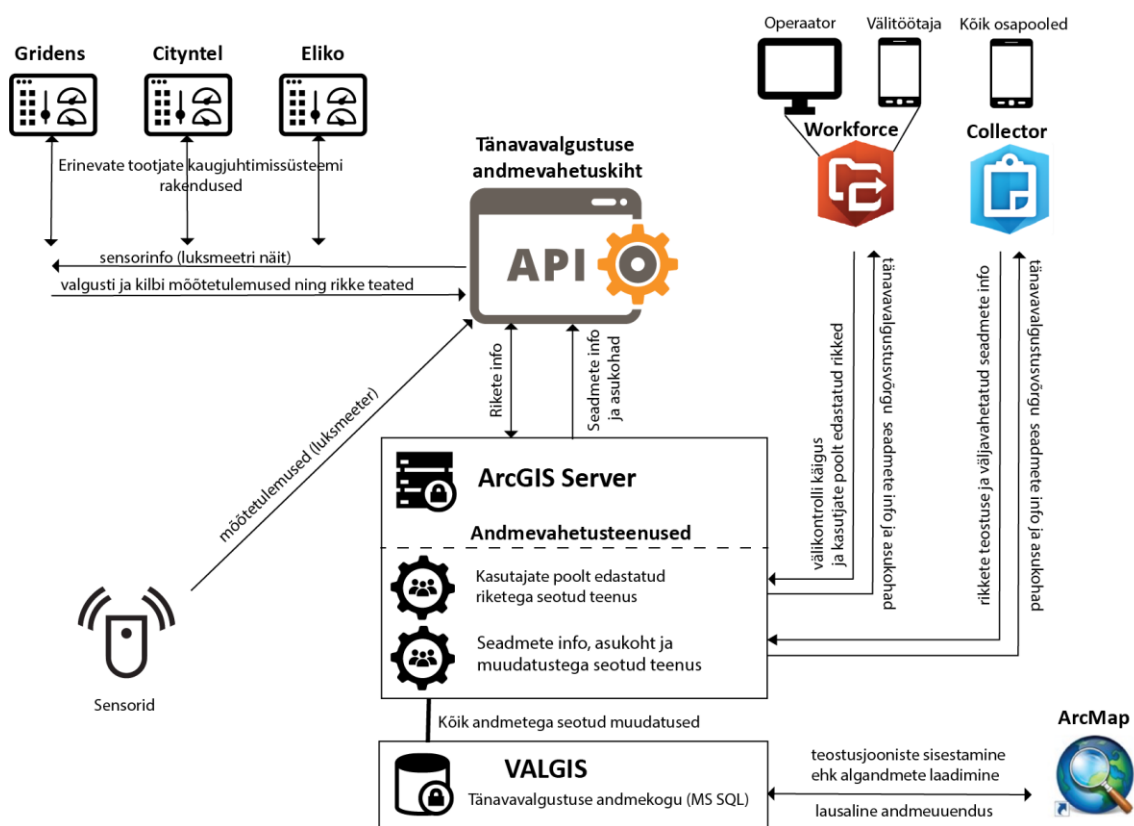 Operaator
Välitöötaja
Kõik osapooled
Gridens
Cityntel
Eliko
Workforce
Collector
Tänavavalgustuse
andmevahetuskiht
Erinevate tootjate kaugjuhtimissüsteemi
rakendused
API
sensorinfo (luksmeetri näit)
valgusti ja kilbi mõõtetulemused ning rikke teated
mõõtetulemused (luksmeeter)
Rikete info
Seadmete info
ja asukohad
välikontrolli käigus
ja kasutjate poolt edastatud rikked
tänavavalgustusvõrgu seadmete info ja asukohad
rikkete teostuse ja väljavahetatud seadmete info
tänavavalgustusvõrgu seadmete info ja asukohad
ArcGIS Server
Andmevahetusteenused
Kasutajate poolt edastatud
riketega seotud teenus
Seadmete info, asukoht ja
muudatustega seotud teenus
Sensorid
Kõik andmetega seotud muudatused
VALGIS
Tänavavalgustuse andmekogu (MS SQL)
teostusjooniste sisestamine
ehk algandmete laadimine
lausaline andmeuuendus
ArcMap